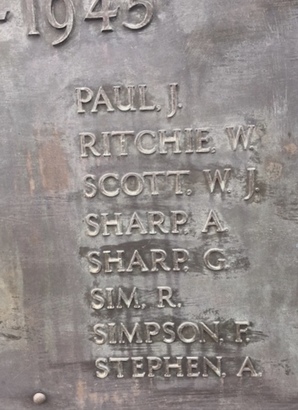 -1945
PAUL. J.
RITCHIE. W.
SCOTT. W. J.
SHARP. A.
SHARP. G.
SIM. R.
SIMPSON. F.
STEPHEN. A.